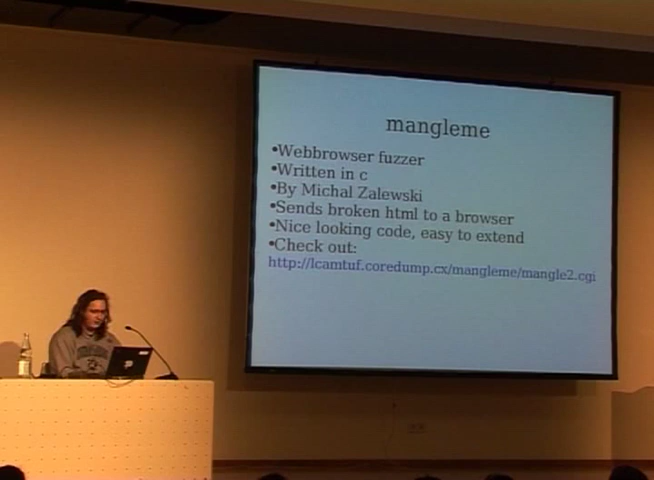 mangleme
•Webbrowser fuzzer
•Written in c
•By Michal Zalewski
•Sends broken html to a browser
•Nice looking code, easy to extend
•Check out:
http://lcamtuf.coredump.cx/mangleme/mangle2.cgi